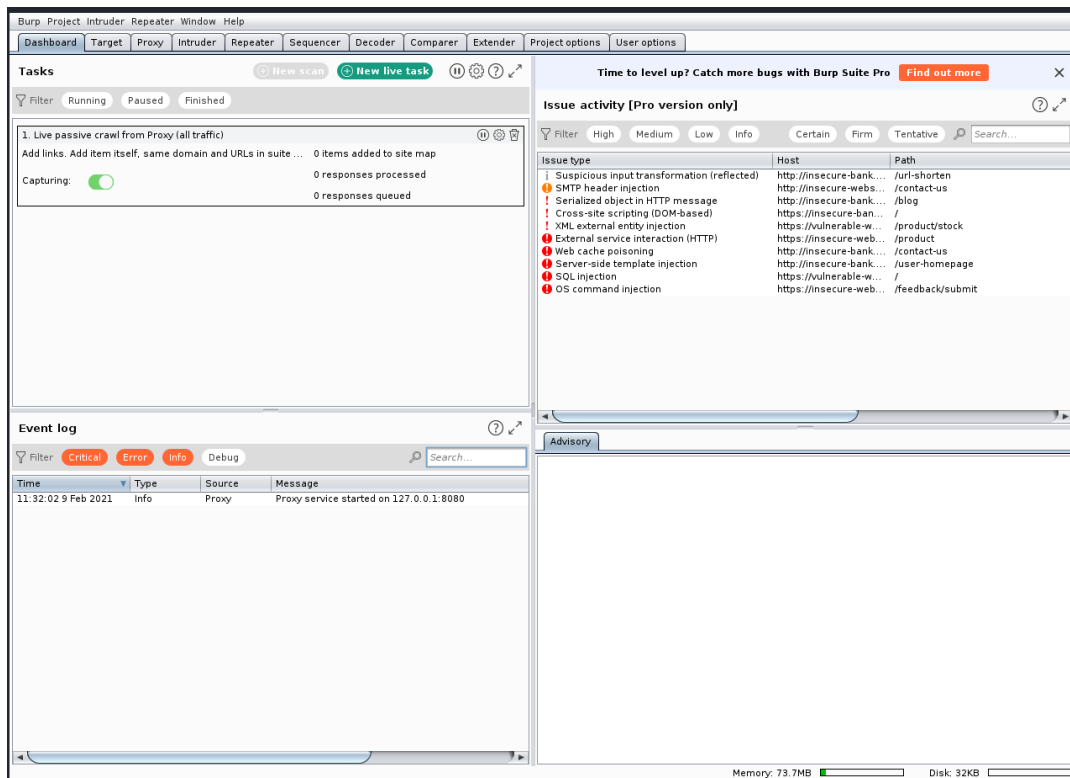 Burp Project Intruder Repeater Window Help
Dashboard Target Proxy Intruder Repeater Sequencer Decoder Comparer Extender Project options User options
Tasks
New scan
New live task
Filter Running Paused Finished
1. Live passive crawl from Proxy (all traffic)
Add links. Add item itself, same domain and URLs in suite ... 0 items added to site map
Capturing:
0 responses processed
0 responses queued
Event log
Filter Critical Error Info Debug Search...
Time Type Source Message
11:32:02 9 Feb 2021 Info Proxy Proxy service started on 127.0.0.1:8080
Time to level up? Catch more bugs with Burp Suite Pro Find out more
Issue activity [Pro version only]
Filter High Medium Low Info Certain Firm Tentative Search...
Issue type Host Path
Suspicious input transformation (reflected) http://insecure-bank.... /url-shorten
SMTP header injection http://insecure-webs... /contact-us
Serialized object in HTTP message http://insecure-bank.... /blog
Cross-site scripting (DOM-based) https://insecure-ban... /
XML external entity injection https://vulnerable-w... /product/stock
External service interaction (HTTP) https://insecure-web... /product
Web cache poisoning http://insecure-bank.... /contact-us
Server-side template injection http://insecure-bank.... /user-homepage
SQL injection https://vulnerable-w... /
OS command injection https://insecure-web... /feedback/submit
Advisory
Memory: 73.7MB Disk: 32KB